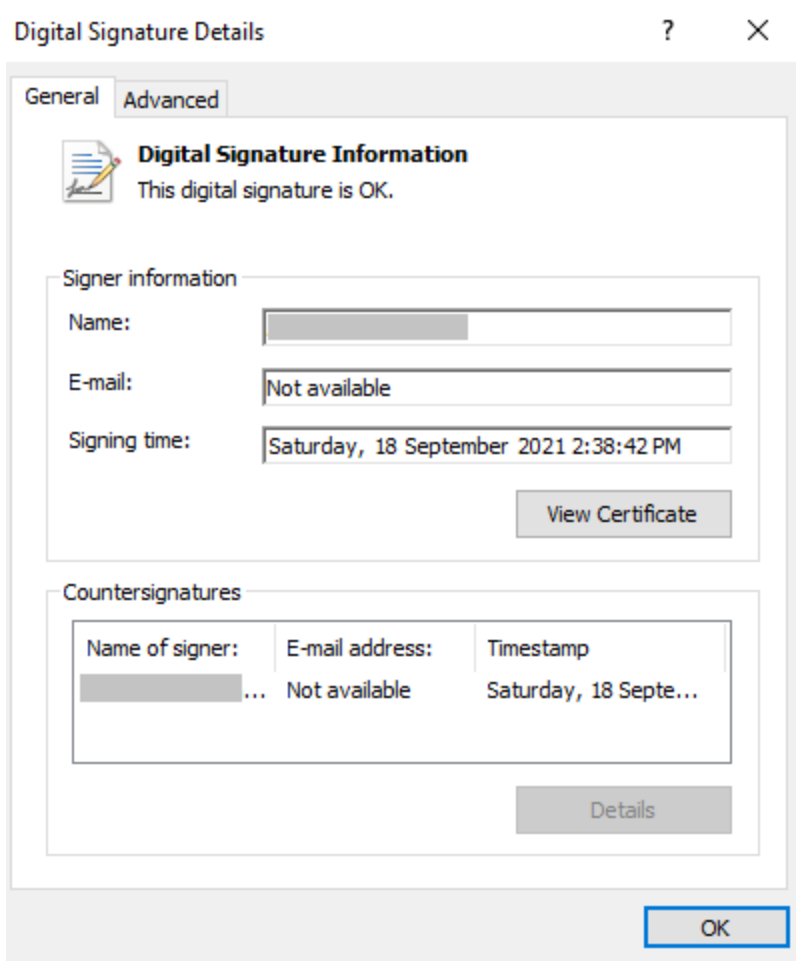 Digital Signature Details ? ✕
General Advanced
Digital Signature Information
This digital signature is OK.
Signer information
Name:
E-mail: Not available
Signing time: Saturday, 18 September 2021 2:38:42 PM
View Certificate
Countersignatures
Name of signer: E-mail address: Timestamp
... Not available Saturday, 18 Septe...
Details
OK